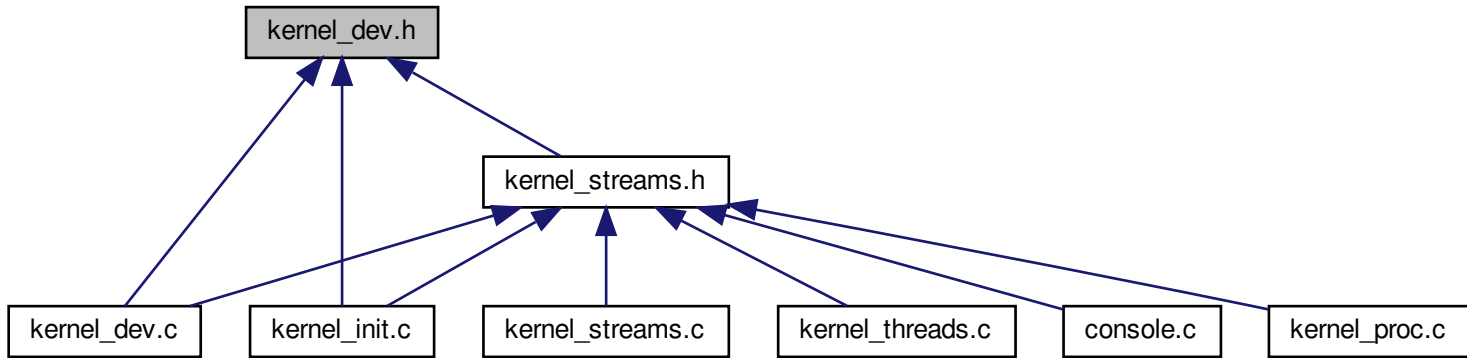 kernel_dev.h
kernel_streams.h
kernel_dev.c
kernel_init.c
kernel_streams.c
kernel_threads.c
console.c
kernel_proc.c